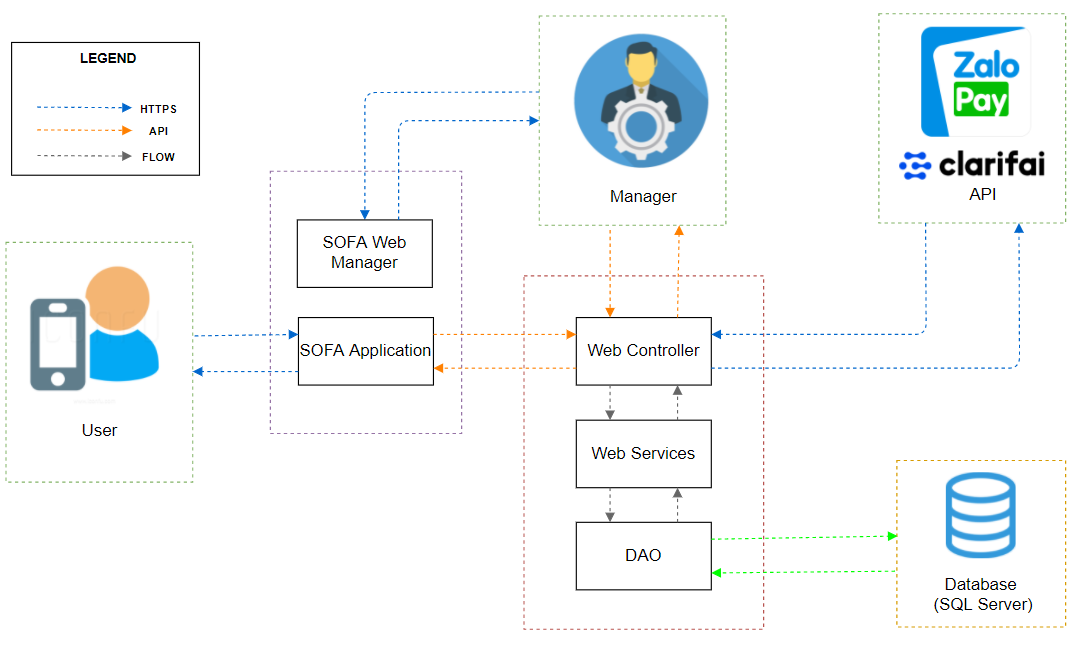 LEGEND
HTTPS
API
FLOW
Manager
Zalo
Pay
clarifai
API
SOFA Web
Manager
SOFA Application
User
Web Controller
Web Services
DAO
Database
(SQL Server)